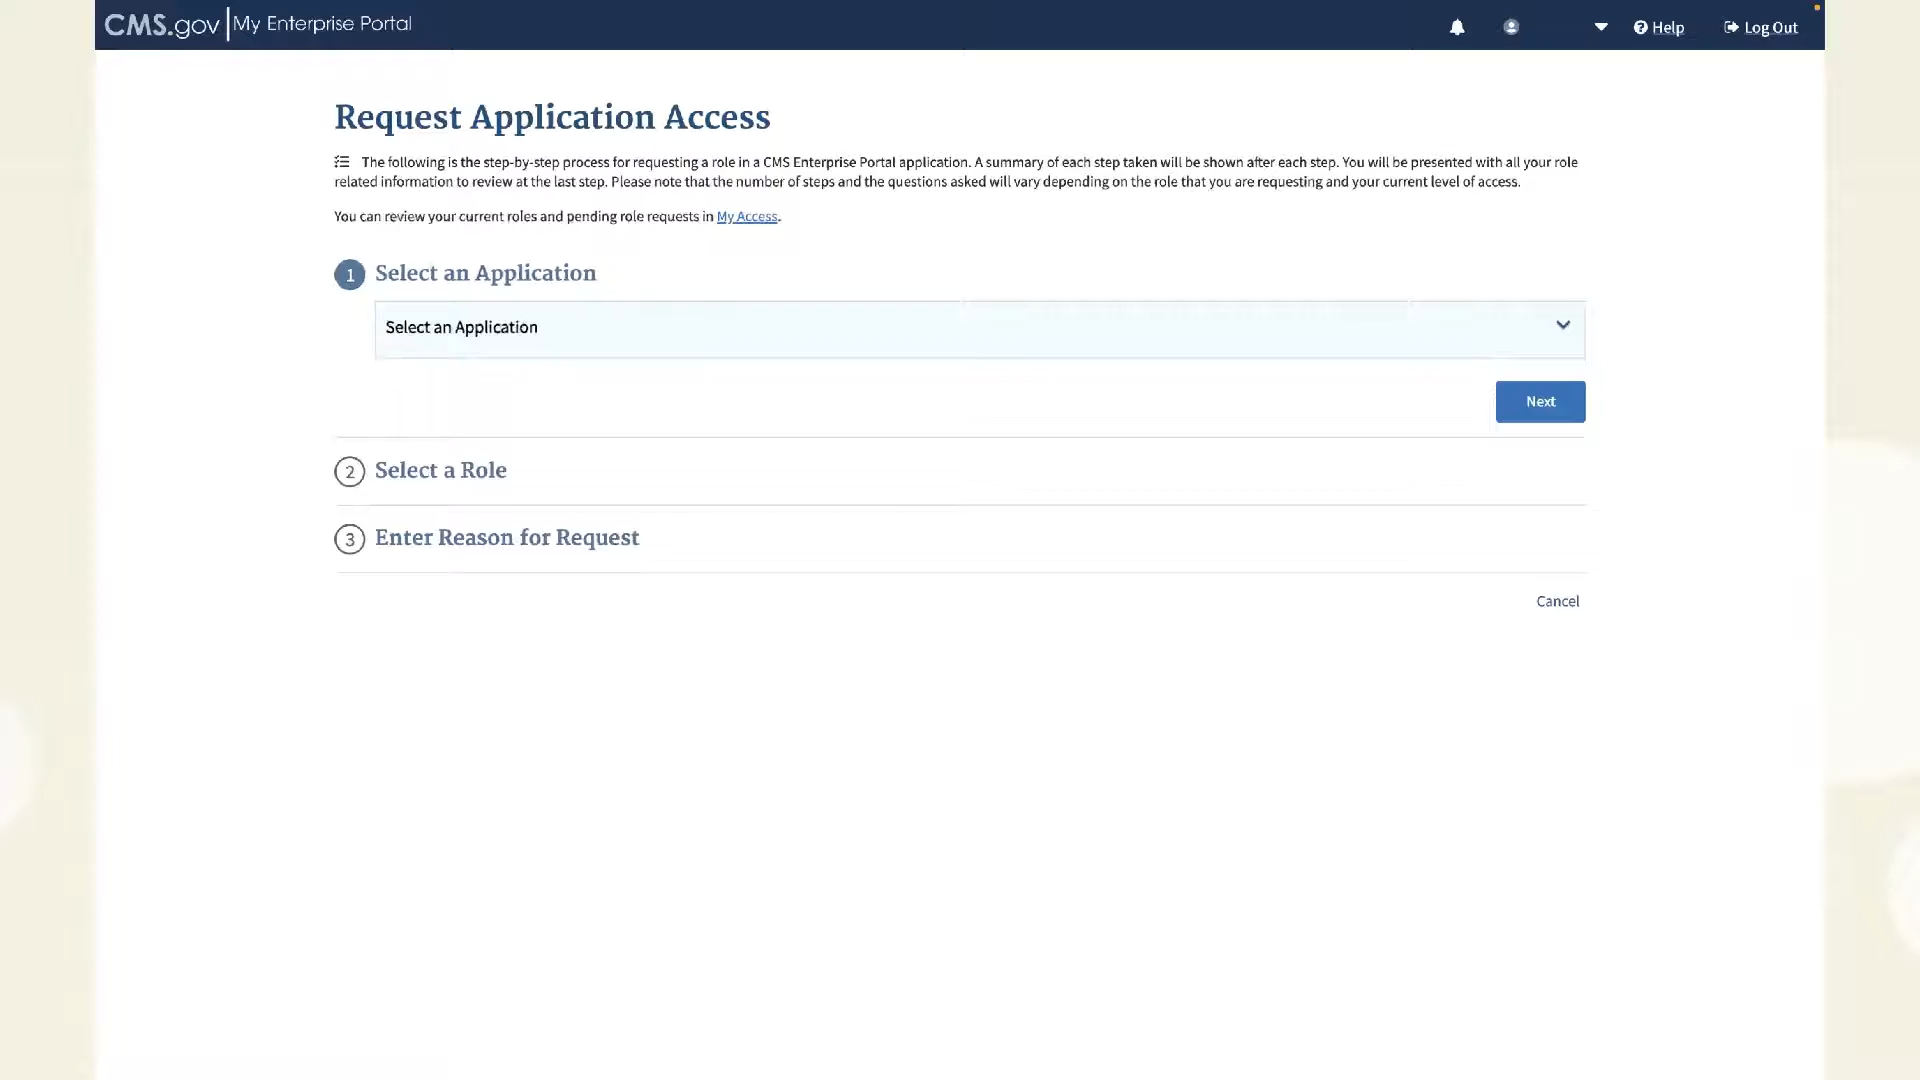 CMS.gov My Enterprise Portal
Help
Log Out
Request Application Access
The following is the step-by-step process for requesting a role in a CMS Enterprise Portal application. A summary of each step taken will be shown after each step. You will be presented with all your role
related information to review at the last step. Please note that the number of steps and the questions asked will vary depending on the role that you are requesting and your current level of access.
You can review your current roles and pending role requests in My Access.
1 Select an Application
Select an Application
Next
2 Select a Role
3 Enter Reason for Request
Cancel